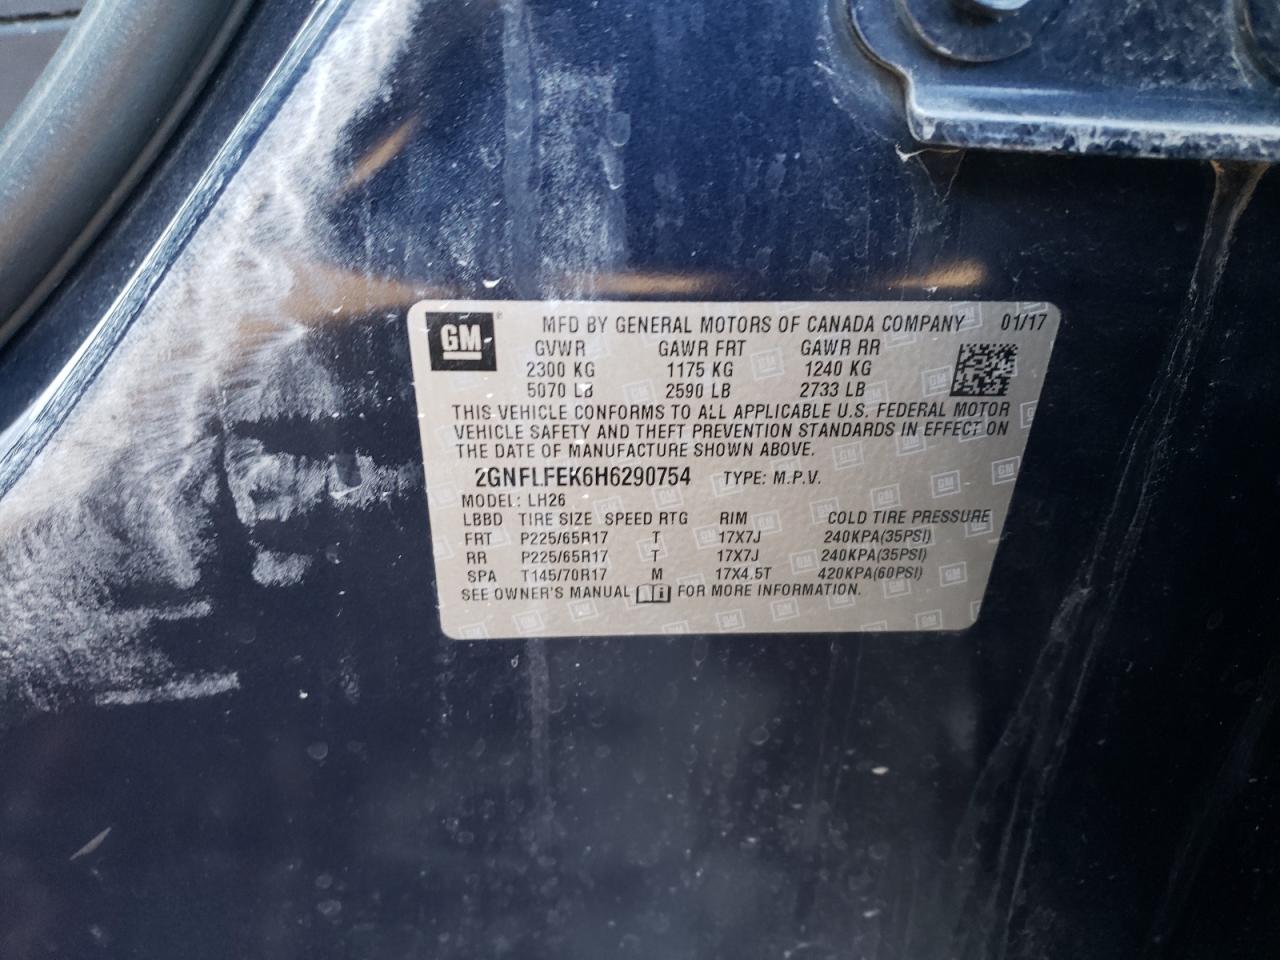 GM ® MFD BY GENERAL MOTORS OF CANADA COMPANY 01/17
GVWR GAWR FRT GAWR RR
2300 KG 1175 KG 1240 KG
5070 LB 2590 LB 2733 LB
THIS VEHICLE CONFORMS TO ALL APPLICABLE U.S. FEDERAL MOTOR
VEHICLE SAFETY AND THEFT PREVENTION STANDARDS IN EFFECT ON
THE DATE OF MANUFACTURE SHOWN ABOVE.
2GNFLFEK6H6290754 TYPE: M.P.V.
MODEL: LH26
LBBD TIRE SIZE SPEED RTG RIM COLD TIRE PRESSURE
FRT P225/65R17 T 17X7J 240KPA(35PSI)
RR P225/65R17 T 17X7J 240KPA(35PSI)
SPA T145/70R17 M 17X4.5T 420KPA(60PSI)
SEE OWNER'S MANUAL FOR MORE INFORMATION.